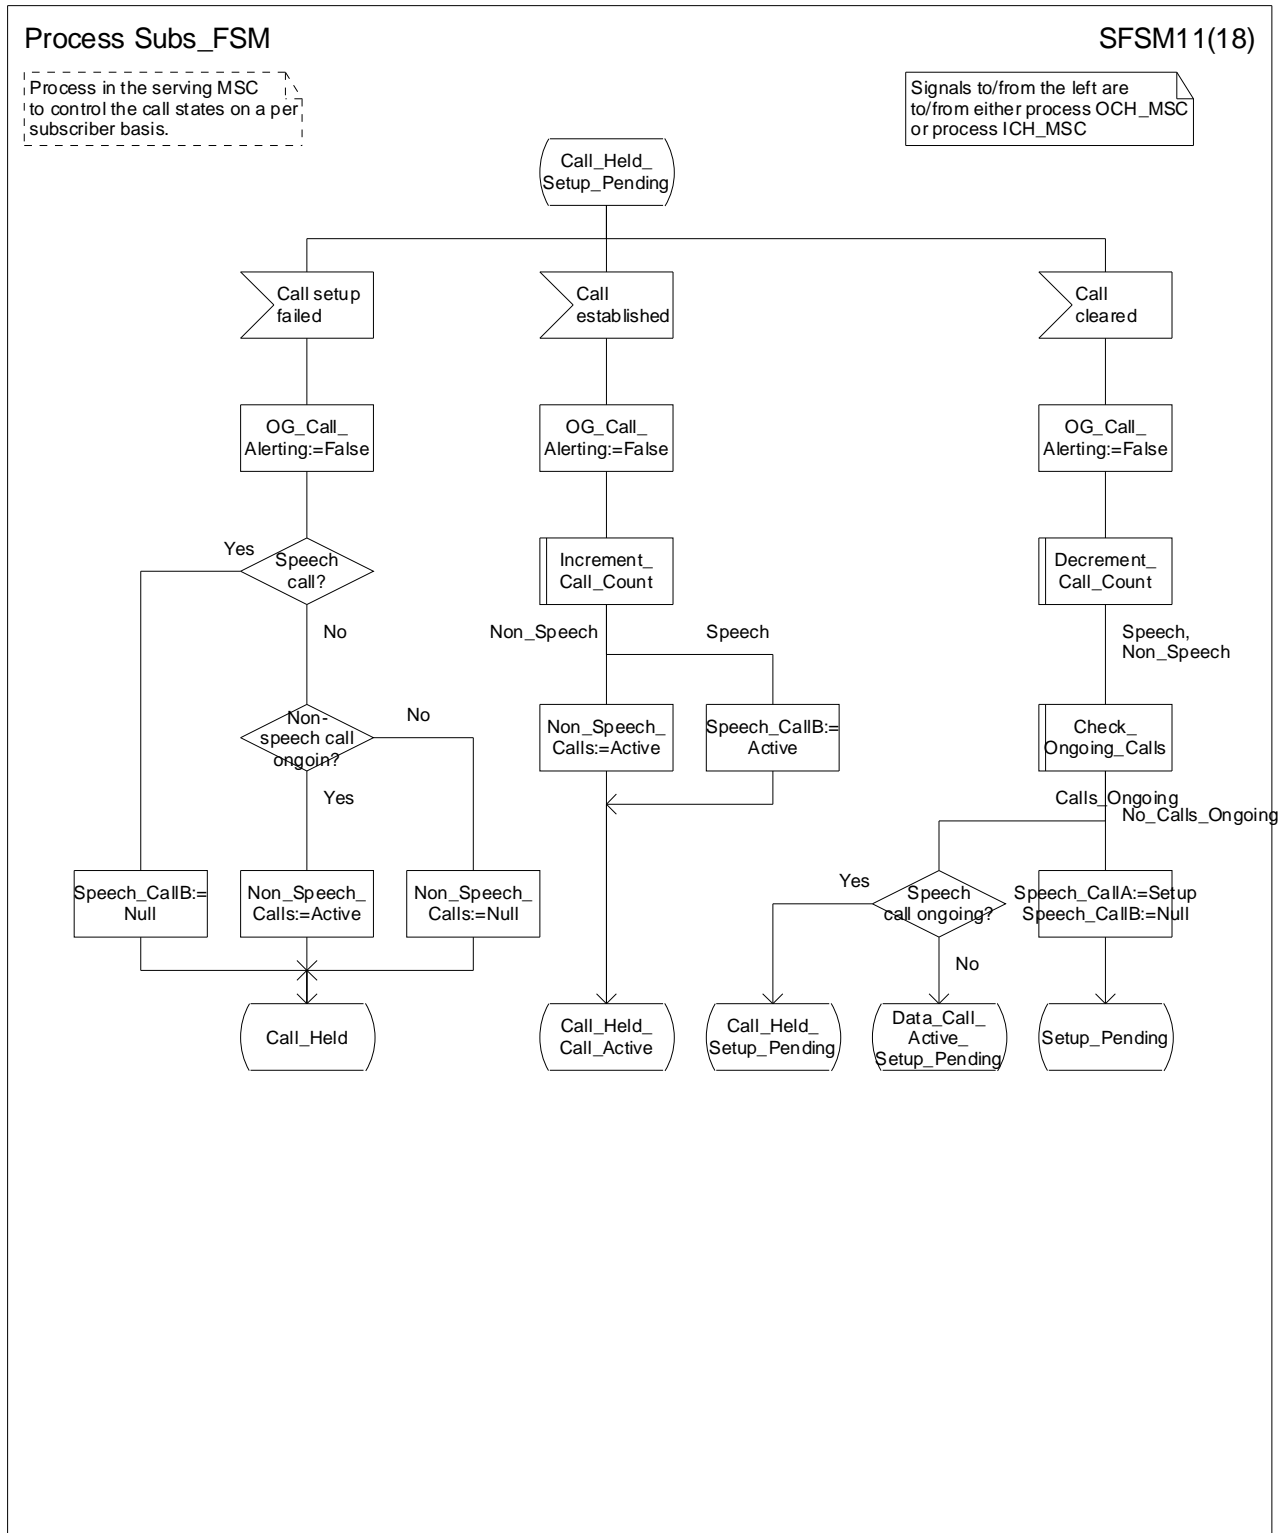 Process Subs_FSM
SFSM11(18)
Process in the serving MSC
to control the call states on a per
subscriber basis.
Signals to/from the left are
to/from either process OCH_MSC
or process ICH_MSC
Call_Held_
Setup_Pending
Call setup
failed
Call
established
Call
cleared
OG_Call_
Alerting:=False
OG_Call_
Alerting:=False
OG_Call_
Alerting:=False
Yes
Speech
call?
Increment_
Call_Count
Decrement_
Call_Count
No
Non_Speech
Speech
Speech,
Non_Speech
Non-
speech call
ongoin?
No
Non_Speech_
Calls:=Active
Speech_CallB:=
Active
Check_
Ongoing_Calls
Yes
Calls_Ongoing
No_Calls_Ongoing
Speech_CallB:=
Null
Non_Speech_
Calls:=Active
Non_Speech_
Calls:=Null
Yes
Speech
call ongoing?
Speech_CallA:=Setup
Speech_CallB:=Null
No
Call_Held
Call_Held_
Call_Active
Call_Held_
Setup_Pending
Data_Call_
Active_
Setup_Pending
Setup_Pending